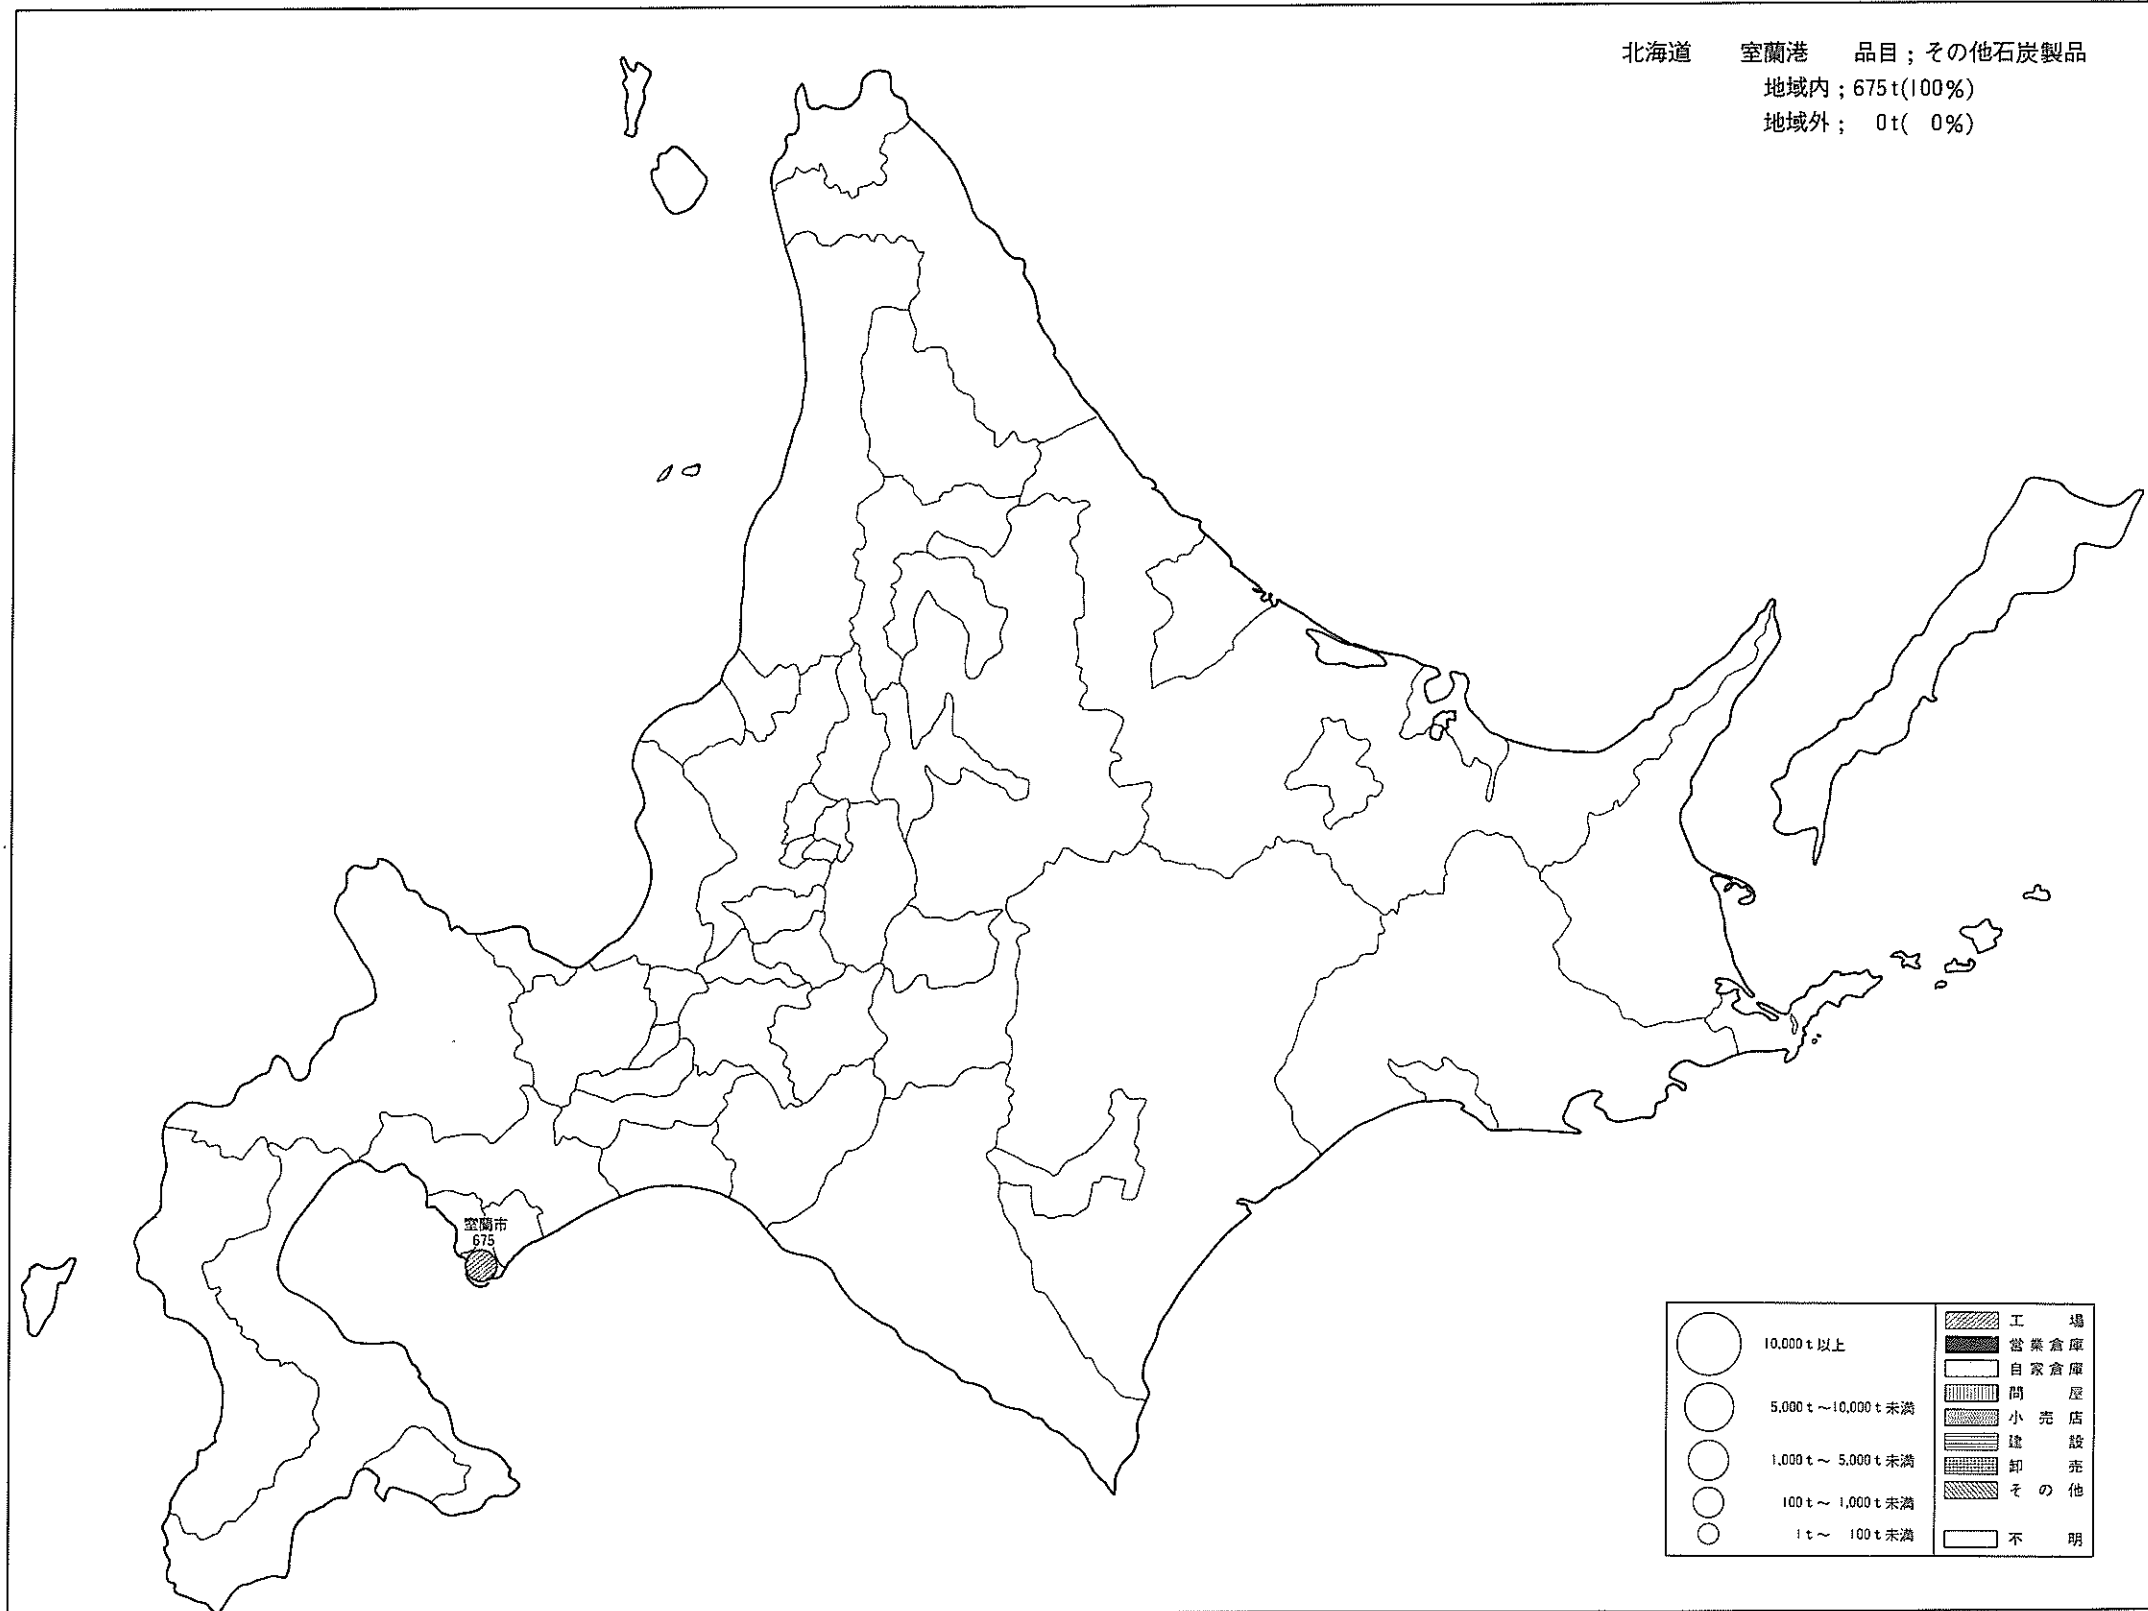 北海道 室蘭港 品目；その他石炭製品
地域内；675t(100%)
地域外； 0t( 0%)
室蘭市
675
10,000t以上
5,000t～10,000t未満
1,000t～ 5,000t未満
100t～ 1,000t未満
1t～ 100t未満
工場
営業倉庫
自家倉庫
問屋
小売店
建設
卸売
その他
不明